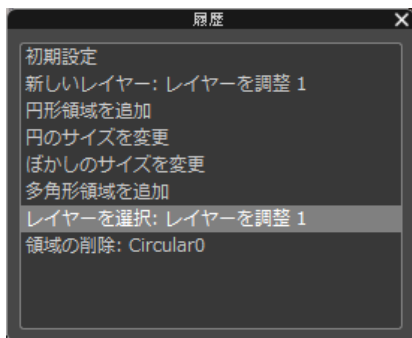 履歴
初期設定
新しいレイヤー: レイヤーを調整 1
円形領域を追加
円のサイズを変更
ぼかしのサイズを変更
多角形領域を追加
レイヤーを選択: レイヤーを調整 1
領域の削除: Circular0